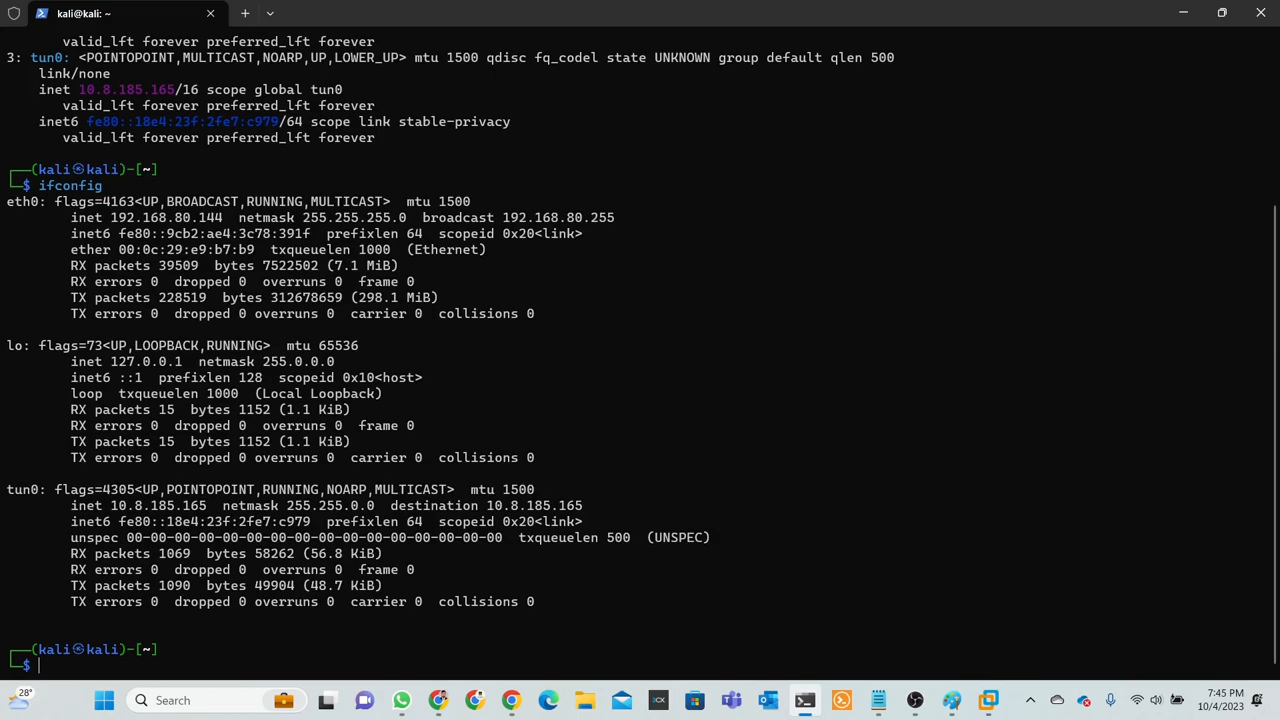 kali@kali: ~
valid_lft forever preferred_lft forever
3: tun0: <POINTOPOINT,MULTICAST,NOARP,UP,LOWER_UP> mtu 1500 qdisc fq_codel state UNKNOWN group default qlen 500
link/none
inet 10.8.185.165/16 scope global tun0
valid_lft forever preferred_lft forever
inet6 fe80::18e4:23f:2fe7:c979/64 scope link stable-privacy
valid_lft forever preferred_lft forever
┌──(kali㉿kali)-[~]
└─$ ifconfig
eth0: flags=4163<UP,BROADCAST,RUNNING,MULTICAST>  mtu 1500
inet 192.168.80.144  netmask 255.255.255.0  broadcast 192.168.80.255
inet6 fe80::9cb2:ae4:3c78:391f  prefixlen 64  scopeid 0x20<link>
ether 00:0c:29:e9:b7:b9  txqueuelen 1000  (Ethernet)
RX packets 39509  bytes 7522502 (7.1 MiB)
RX errors 0  dropped 0  overruns 0  frame 0
TX packets 228519  bytes 312678659 (298.1 MiB)
TX errors 0  dropped 0 overruns 0  carrier 0  collisions 0
lo: flags=73<UP,LOOPBACK,RUNNING>  mtu 65536
inet 127.0.0.1  netmask 255.0.0.0
inet6 ::1  prefixlen 128  scopeid 0x10<host>
loop  txqueuelen 1000  (Local Loopback)
RX packets 15  bytes 1152 (1.1 KiB)
RX errors 0  dropped 0  overruns 0  frame 0
TX packets 15  bytes 1152 (1.1 KiB)
TX errors 0  dropped 0 overruns 0  carrier 0  collisions 0
tun0: flags=4305<UP,POINTOPOINT,RUNNING,NOARP,MULTICAST>  mtu 1500
inet 10.8.185.165  netmask 255.255.0.0  destination 10.8.185.165
inet6 fe80::18e4:23f:2fe7:c979  prefixlen 64  scopeid 0x20<link>
unspec 00-00-00-00-00-00-00-00-00-00-00-00-00-00-00-00  txqueuelen 500  (UNSPEC)
RX packets 1069  bytes 58262 (56.8 KiB)
RX errors 0  dropped 0  overruns 0  frame 0
TX packets 1090  bytes 49904 (48.7 KiB)
TX errors 0  dropped 0 overruns 0  carrier 0  collisions 0
┌──(kali㉿kali)-[~]
└─$
28°
Search
7:45 PM
10/4/2023